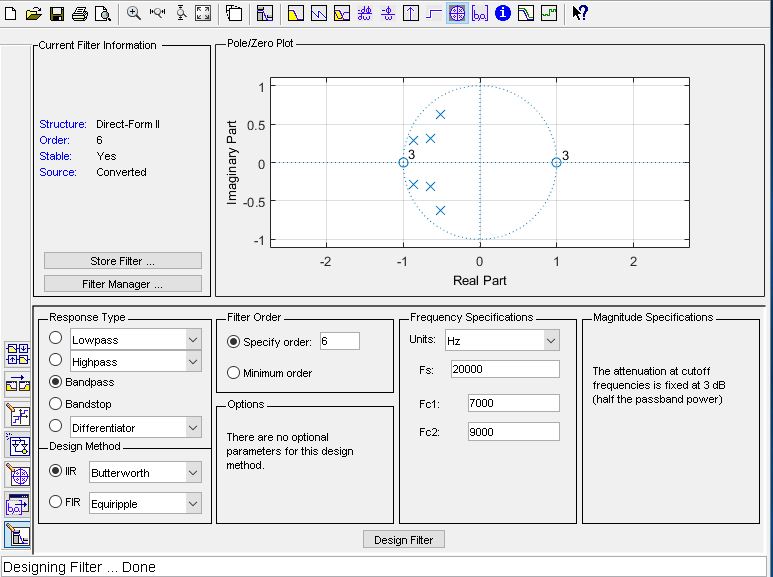 Current Filter Information
Structure: Direct-Form II
Order: 6
Stable: Yes
Source: Converted
Store Filter ...
Filter Manager ...
Pole/Zero Plot
1
0.5
0
-0.5
-1
3
3
-2 -1 0 1 2
Imaginary Part
Real Part
Response Type
Lowpass
Highpass
Bandpass
Bandstop
Differentiator
Design Method
IIR Butterworth
FIR Equiripple
Filter Order
Specify order: 6
Minimum order
Options
There are no optional
parameters for this design
method.
Frequency Specifications
Units: Hz
Fs: 20000
Fc1: 7000
Fc2: 9000
Magnitude Specifications
The attenuation at cutoff
frequencies is fixed at 3 dB
(half the passband power)
Design Filter
Designing Filter ... Done